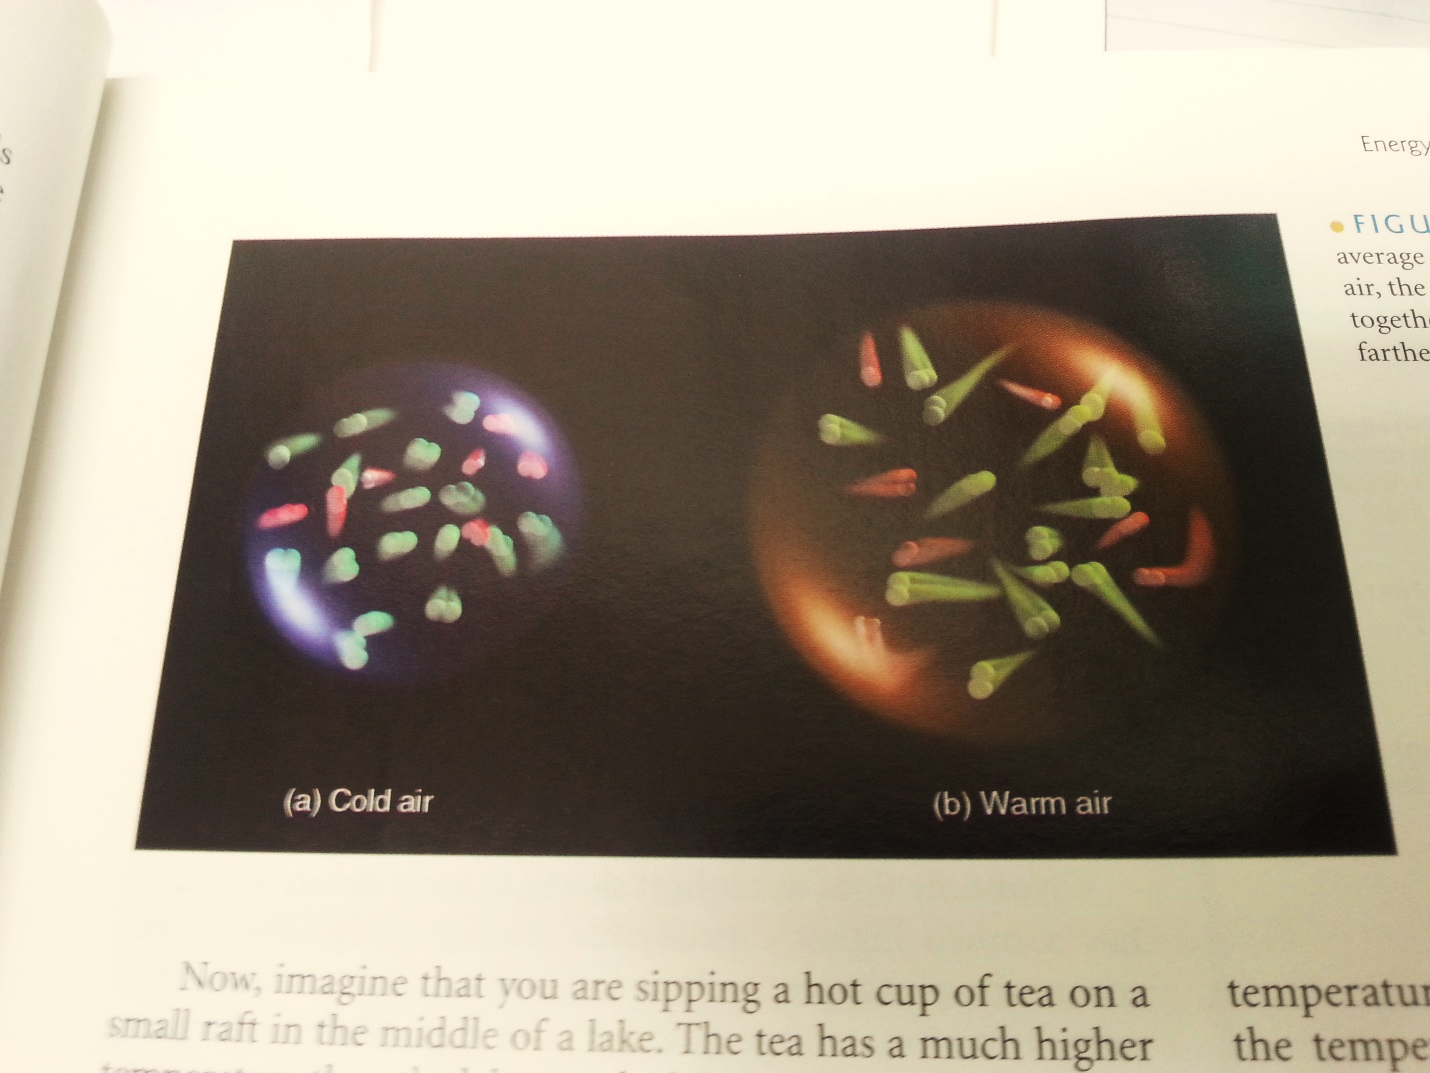 s
e
Energy
• FIGU
average
air, the
togethe
farthe
(a) Cold air
(b) Warm air
Now, imagine that you are sipping a hot cup of tea on a
small raft in the middle of a lake. The tea has a much higher
temperatur
the tempe